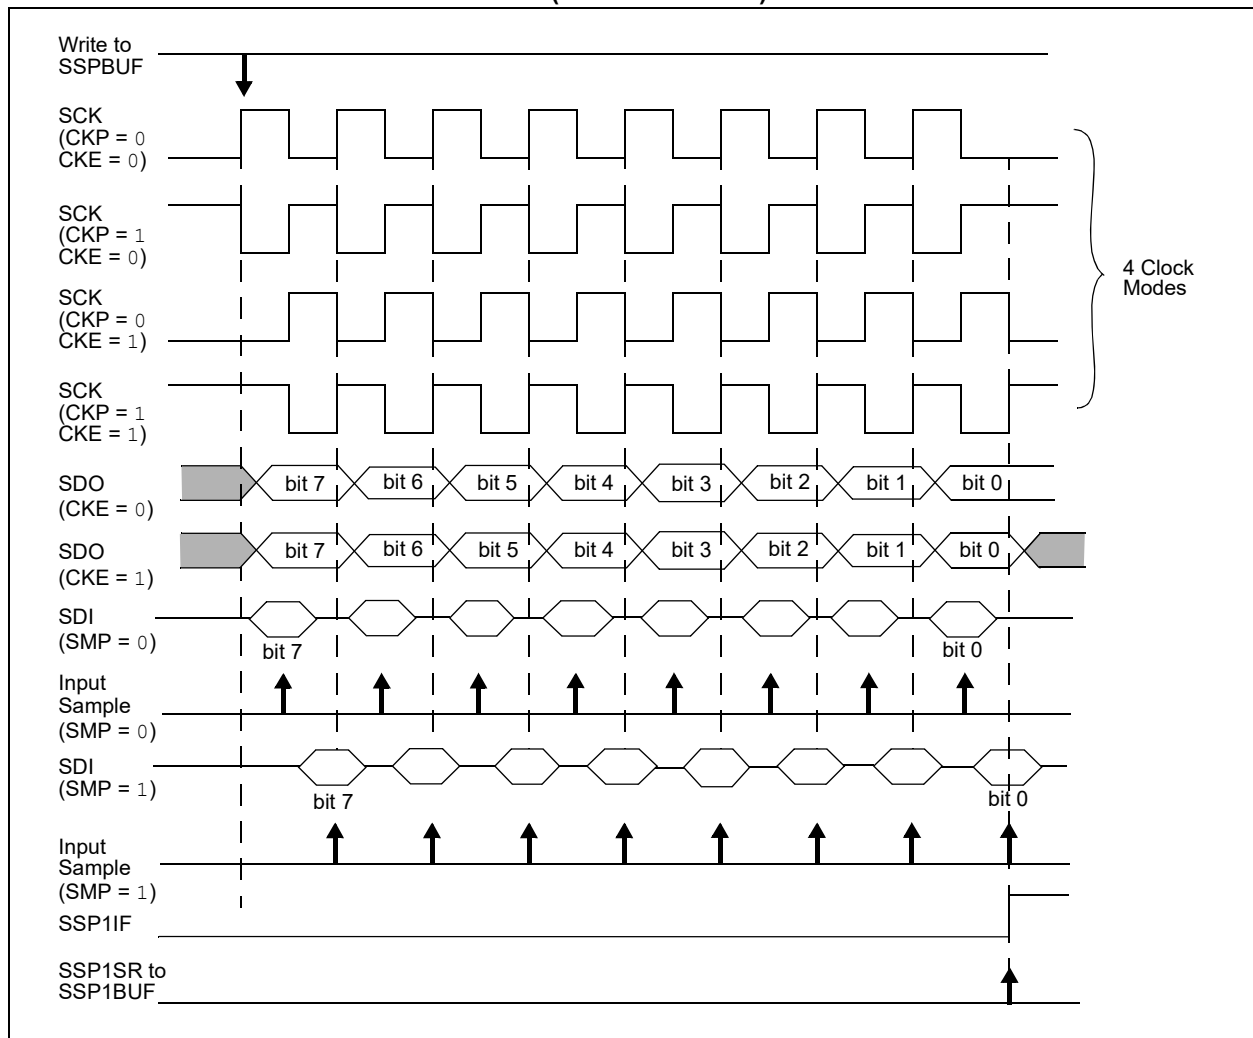 Write to
SSPBUF
SCK
(CKP = 0
CKE = 0)
SCK
(CKP = 1
CKE = 0)
4 Clock
Modes
SCK
(CKP = 0
CKE = 1)
SCK
(CKP = 1
CKE = 1)
SDO
(CKE = 0)
bit 7 bit 6 bit 5 bit 4 bit 3 bit 2 bit 1 bit 0
SDO
(CKE = 1)
bit 7 bit 6 bit 5 bit 4 bit 3 bit 2 bit 1 bit 0
SDI
(SMP = 0)
bit 7 bit 0
Input
Sample
(SMP = 0)
SDI
(SMP = 1)
bit 7 bit 0
Input
Sample
(SMP = 1)
SSP1IF
SSP1SR to
SSP1BUF